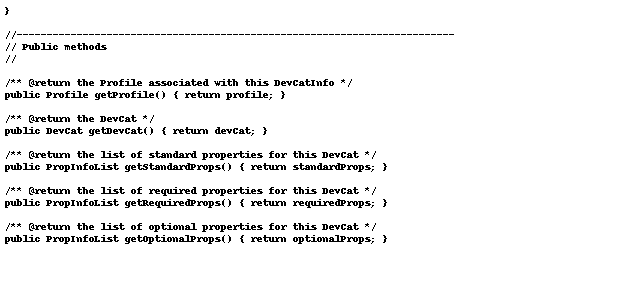 }
//-------------------------------------------------------------------------
// Public methods
//
/** @return the Profile associated with this DevCatInfo */
public Profile getProfile() { return profile; }
/** @return the DevCat */
public DevCat getDevCat() { return devCat; }
/** @return the list of standard properties for this DevCat */
public PropInfoList getStandardProps() { return standardProps; }
/** @return the list of required properties for this DevCat */
public PropInfoList getRequiredProps() { return requiredProps; }
/** @return the list of optional properties for this DevCat */
public PropInfoList getOptionalProps() { return optionalProps; }